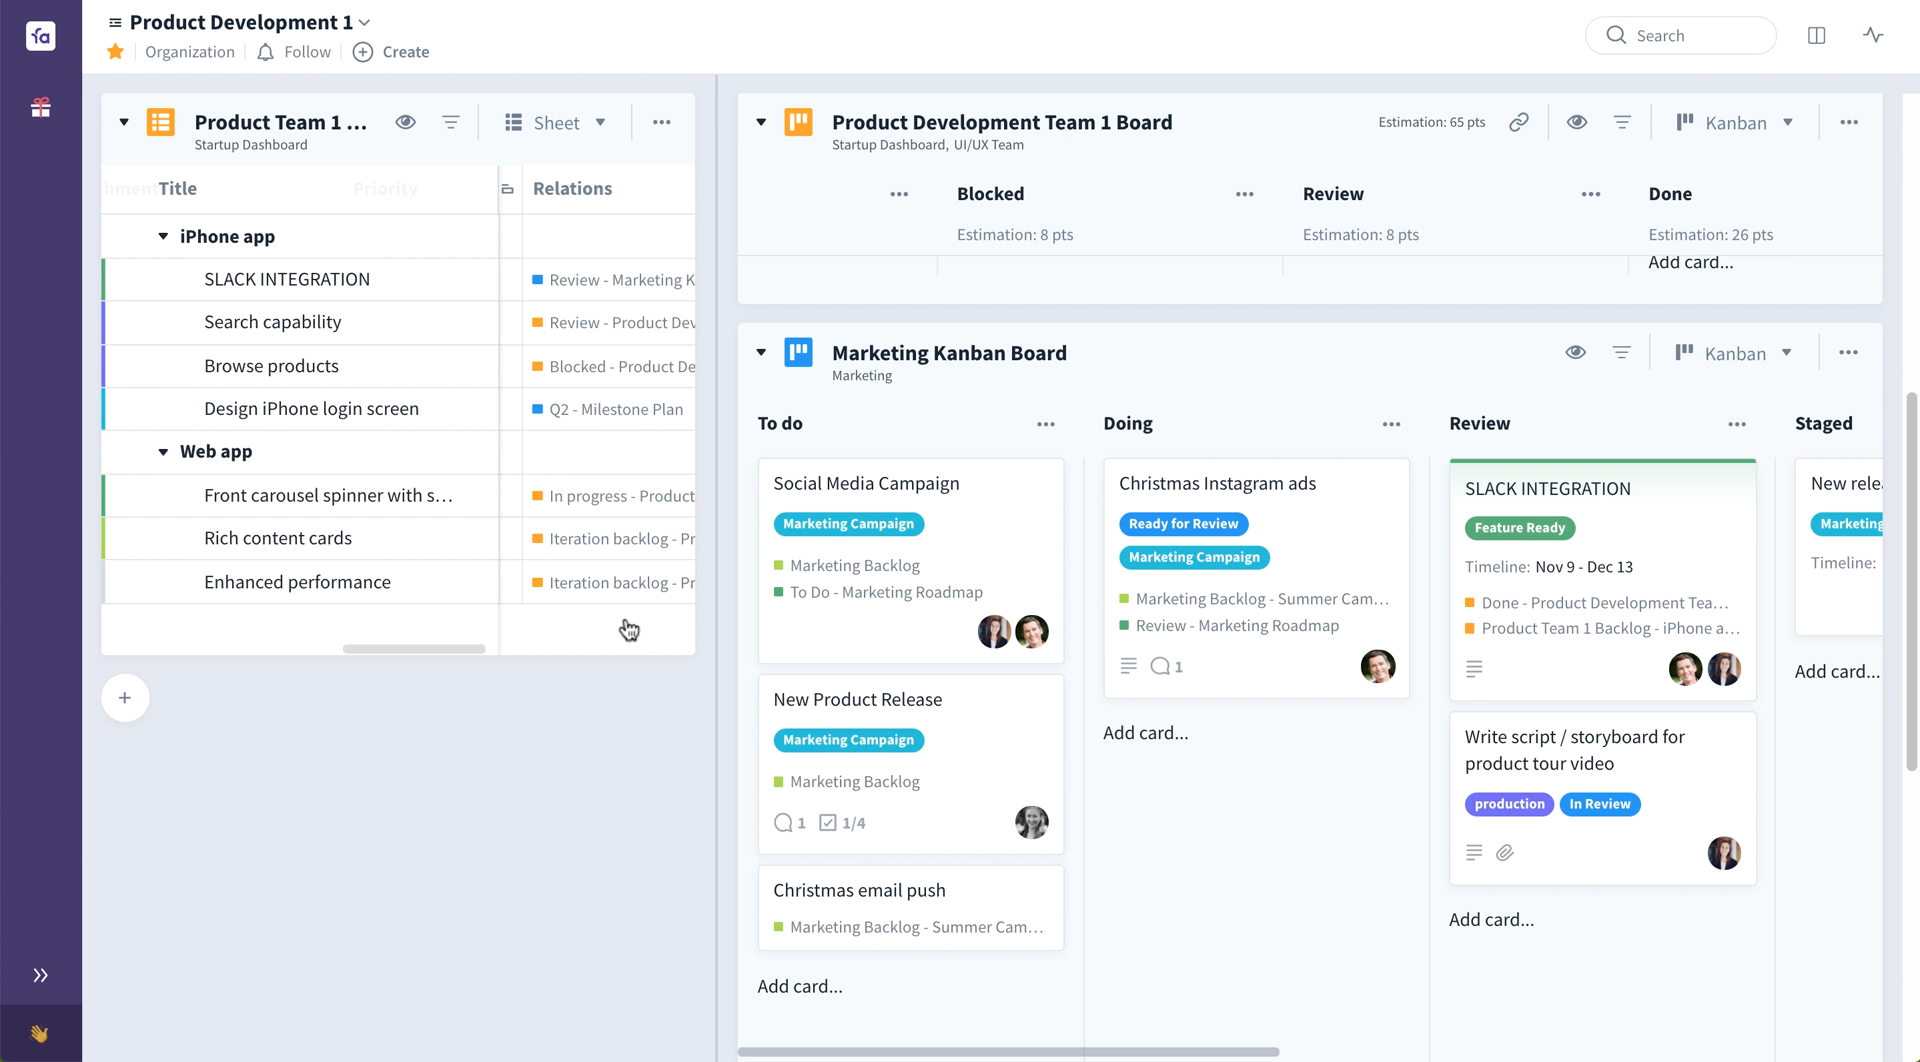 fa
Product Development 1
Organization
Follow
Create
Search
Product Team 1 ...
Startup Dashboard
Sheet
Title
Priority
Relations
iPhone app
SLACK INTEGRATION
Review - Marketing K
Search capability
Review - Product Dev
Browse products
Blocked - Product De
Design iPhone login screen
Q2 - Milestone Plan
Web app
Front carousel spinner with s...
In progress - Product
Rich content cards
Iteration backlog - Pr
Enhanced performance
Iteration backlog - Pr
Product Development Team 1 Board
Startup Dashboard, UI/UX Team
Estimation: 65 pts
Kanban
Blocked
Estimation: 8 pts
Review
Estimation: 8 pts
Done
Estimation: 26 pts
Add card...
Marketing Kanban Board
Marketing
Kanban
To do
Social Media Campaign
Marketing Campaign
Marketing Backlog
To Do - Marketing Roadmap
New Product Release
Marketing Campaign
Marketing Backlog
1
1/4
Christmas email push
Marketing Backlog - Summer Cam...
Add card...
Doing
Christmas Instagram ads
Ready for Review
Marketing Campaign
Marketing Backlog - Summer Cam...
Review - Marketing Roadmap
1
Add card...
Review
SLACK INTEGRATION
Feature Ready
Timeline: Nov 9 - Dec 13
Done - Product Development Tea...
Product Team 1 Backlog - iPhone a...
Write script / storyboard for
product tour video
production
In Review
Add card...
Staged
New relea
Marketing
Timeline:
Add card...